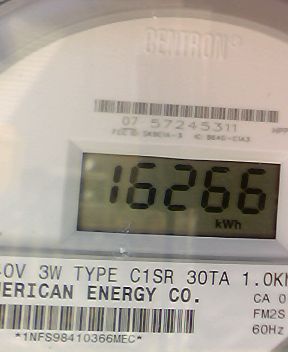 CENTRON®
07 57245311
16266
kWh
0V 3W TYPE C1SR 30TA 1.0K
ERICAN ENERGY CO.
CA 0
FM2S
60Hz
*1NFS98410366MEC*